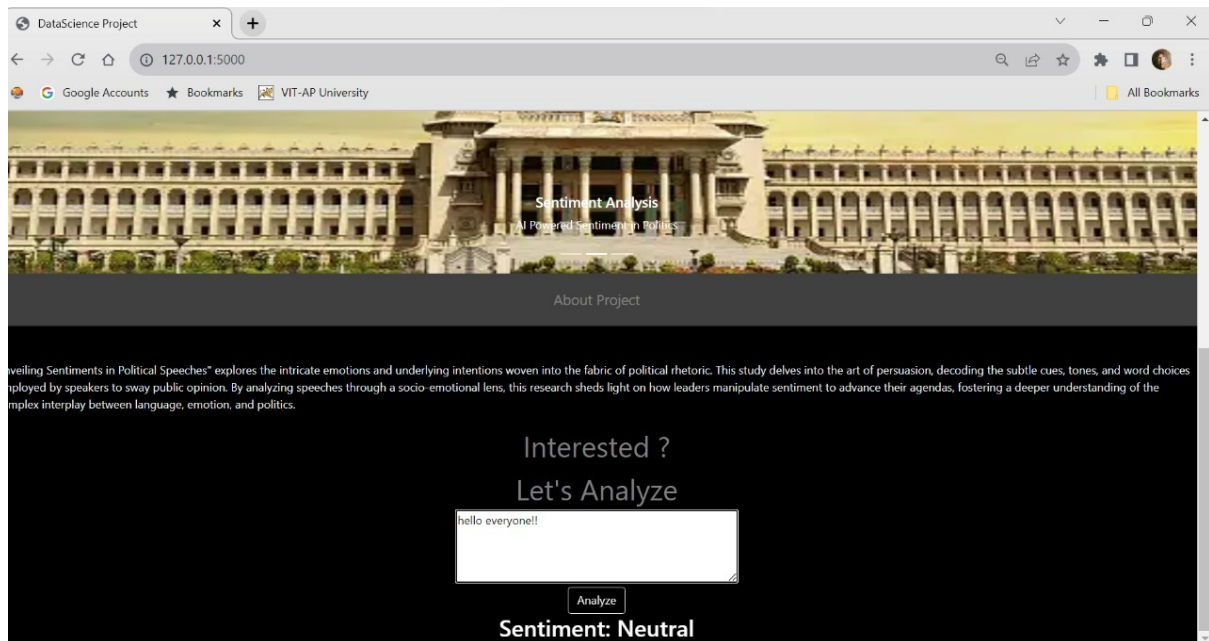 DataScience Project
127.0.0.1:5000
Google Accounts Bookmarks VIT-AP University All Bookmarks
Sentiment Analysis
AI Powered Sentiment in Politics
About Project
nveiling Sentiments in Political Speeches" explores the intricate emotions and underlying intentions woven into the fabric of political rhetoric. This study delves into the art of persuasion, decoding the subtle cues, tones, and word choices
nployed by speakers to sway public opinion. By analyzing speeches through a socio-emotional lens, this research sheds light on how leaders manipulate sentiment to advance their agendas, fostering a deeper understanding of the
mplex interplay between language, emotion, and politics.
Interested ?
Let's Analyze
hello everyone!!
Analyze
Sentiment: Neutral